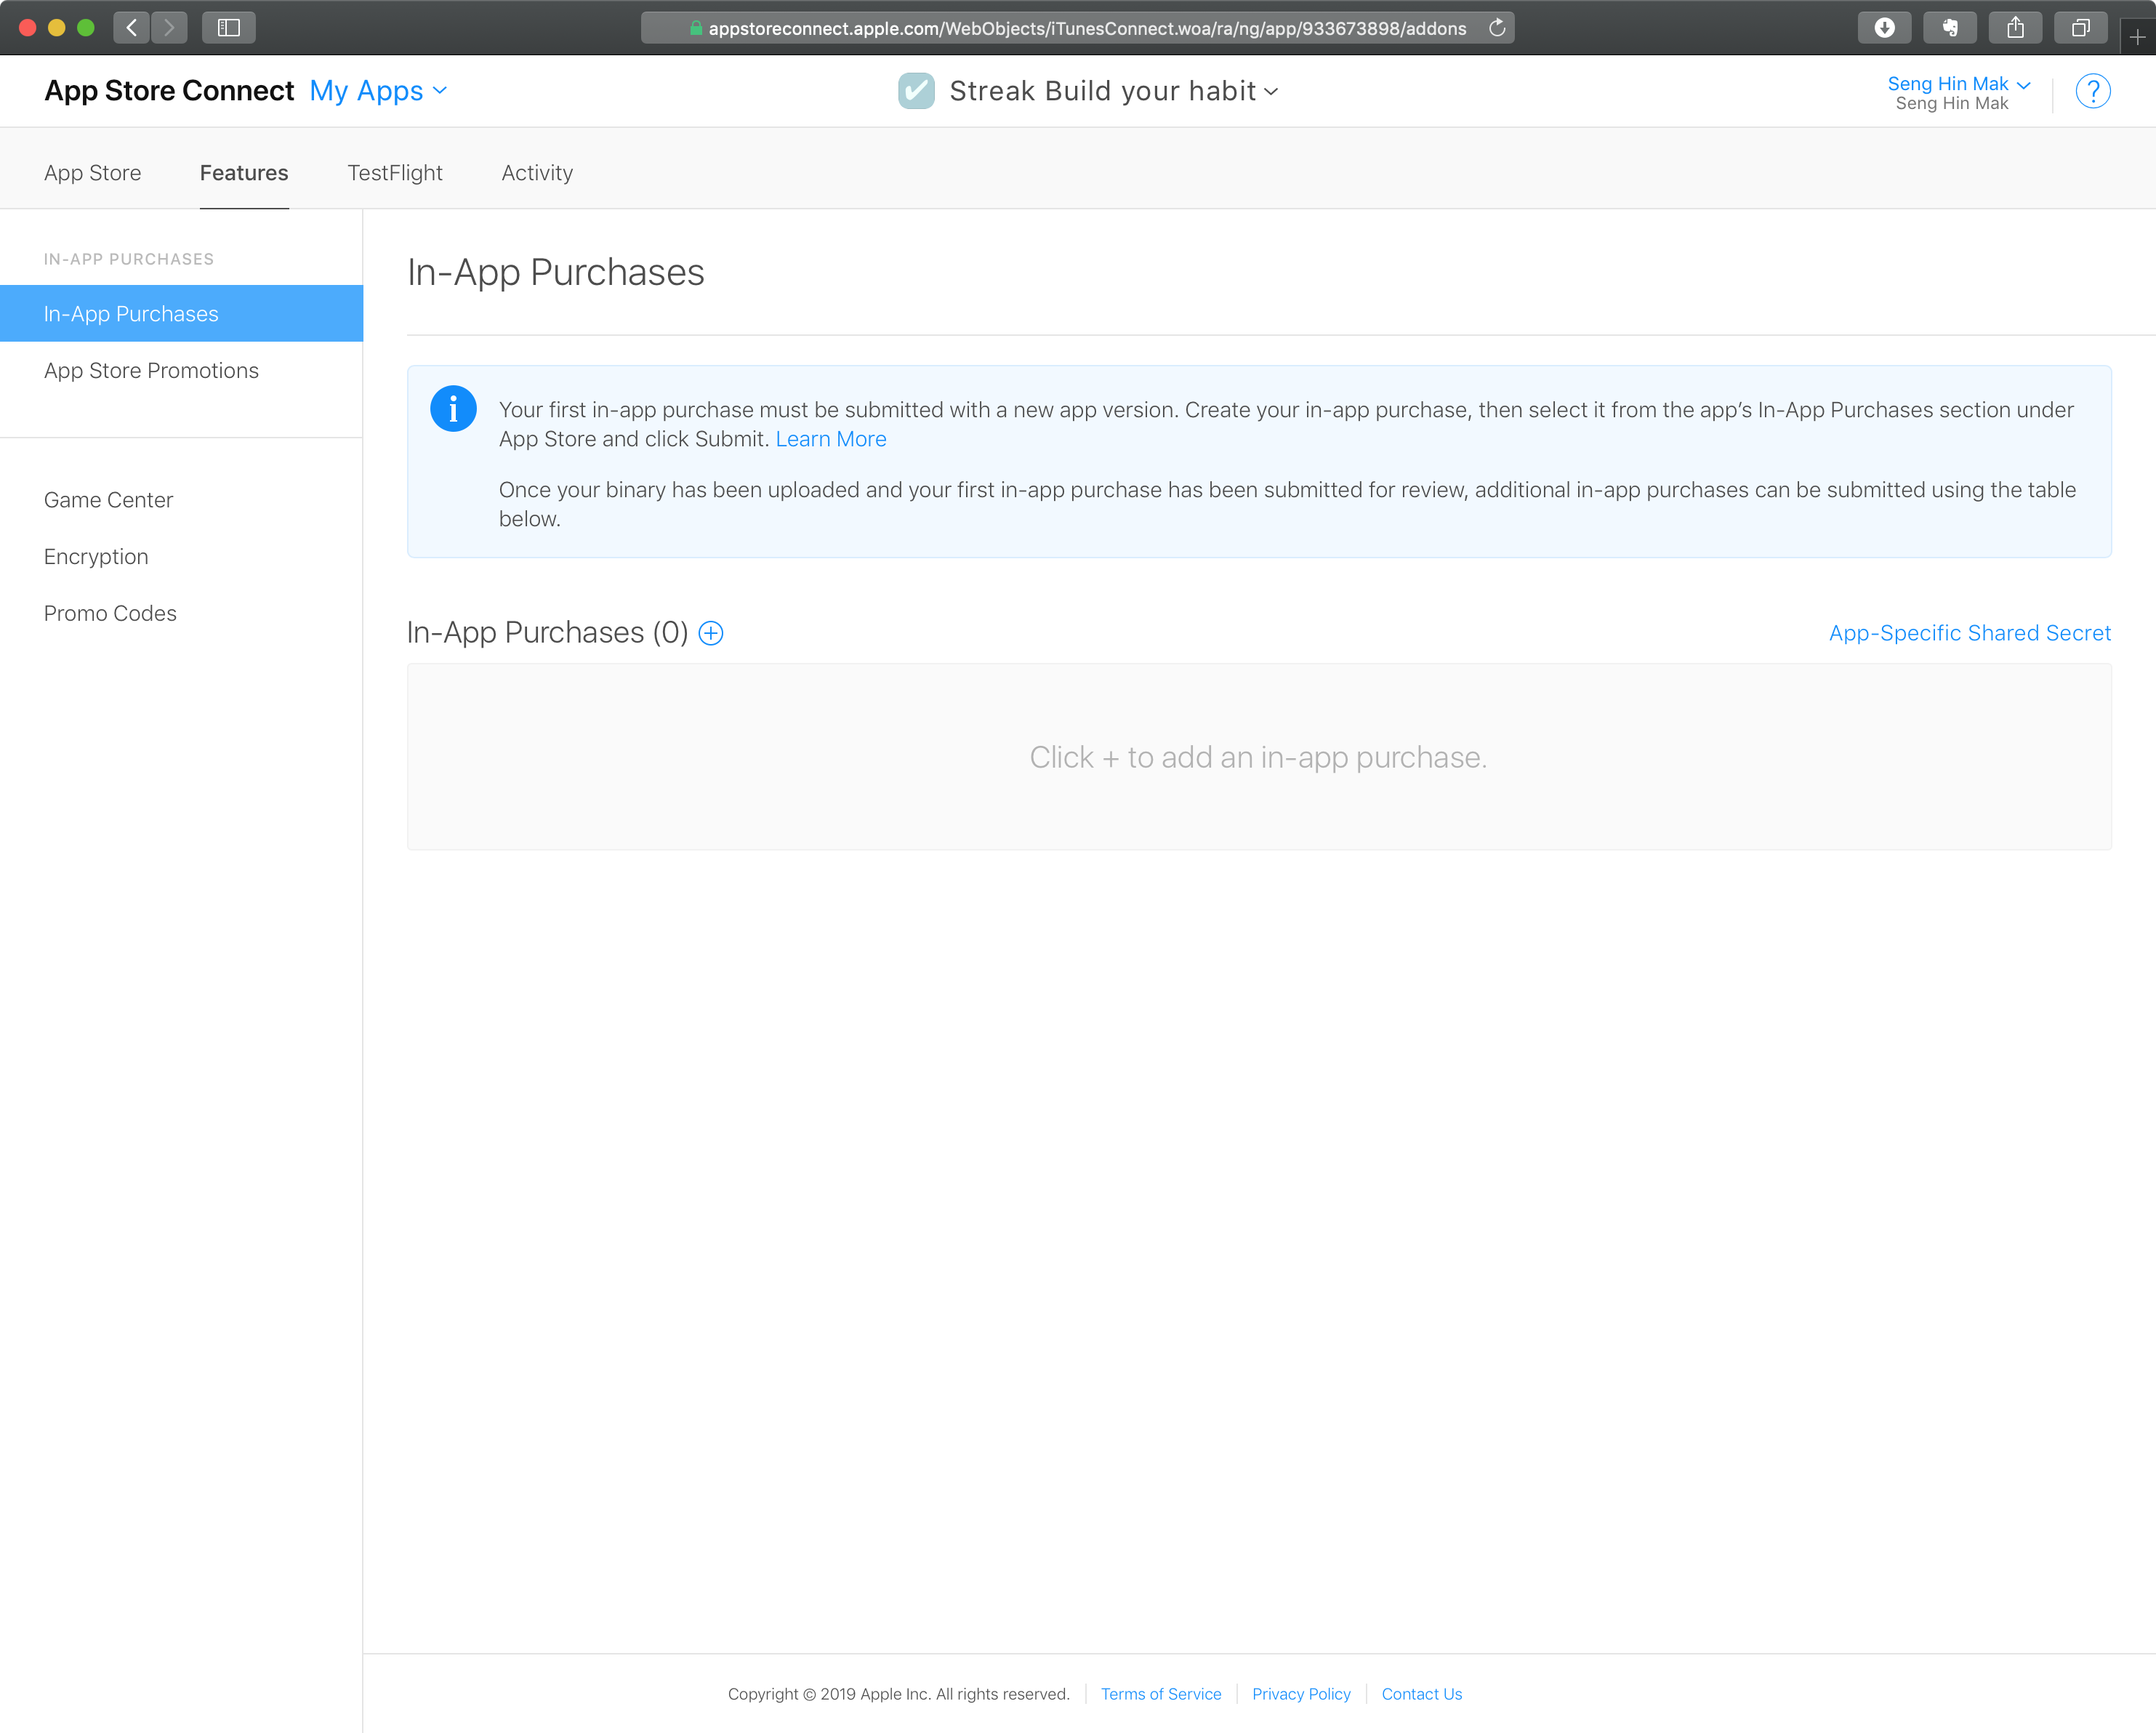 appstoreconnect.apple.com/WebObjects/iTunesConnect.woa/ra/ng/app/933673898/addons
App Store Connect My Apps
Streak Build your habit
Seng Hin Mak
Seng Hin Mak
?
App Store Features TestFlight Activity
IN-APP PURCHASES
In-App Purchases
App Store Promotions
Game Center
Encryption
Promo Codes
In-App Purchases
Your first in-app purchase must be submitted with a new app version. Create your in-app purchase, then select it from the app’s In-App Purchases section under
App Store and click Submit. Learn More
Once your binary has been uploaded and your first in-app purchase has been submitted for review, additional in-app purchases can be submitted using the table
below.
In-App Purchases (0)
App-Specific Shared Secret
Click + to add an in-app purchase.
Copyright © 2019 Apple Inc. All rights reserved. Terms of Service Privacy Policy Contact Us